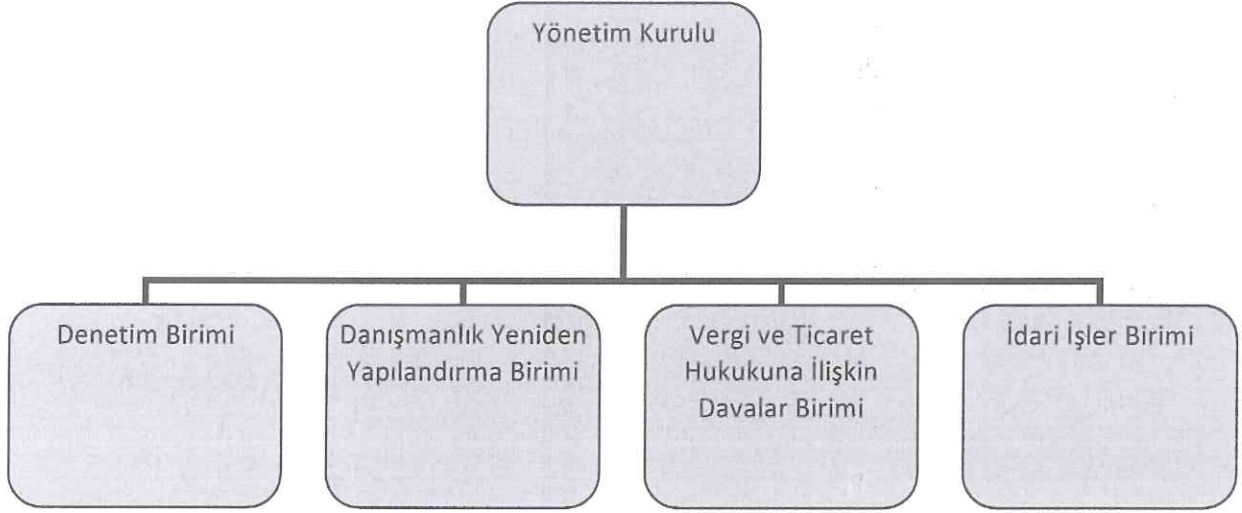 Yönetim Kurulu
Denetim Birimi
Danışmanlık Yeniden
Yapılandırma Birimi
Vergi ve Ticaret
Hukukuna İlişkin
Davalar Birimi
İdari İşler Birimi